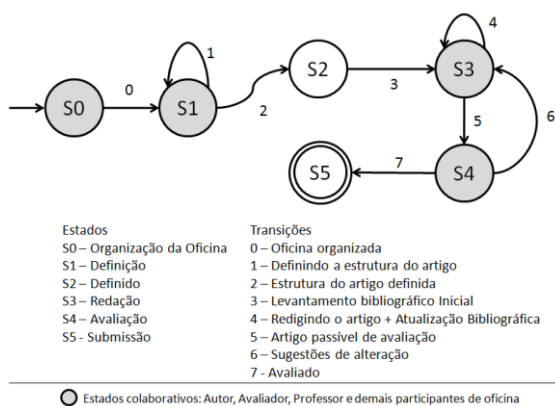 1
4
S0
0
S1
2
S2
3
S3
5
6
S5
7
S4
Estados
S0 – Organização da Oficina
S1 – Definição
S2 – Definido
S3 – Redação
S4 – Avaliação
S5 - Submissão
Transições
0 – Oficina organizada
1 – Definindo a estrutura do artigo
2 – Estrutura do artigo definida
3 – Levantamento bibliográfico Inicial
4 – Redigindo o artigo + Atualização Bibliográfica
5 – Artigo passível de avaliação
6 – Sugestões de alteração
7 - Avaliado
Estados colaborativos: Autor, Avaliador, Professor e demais participantes de oficina